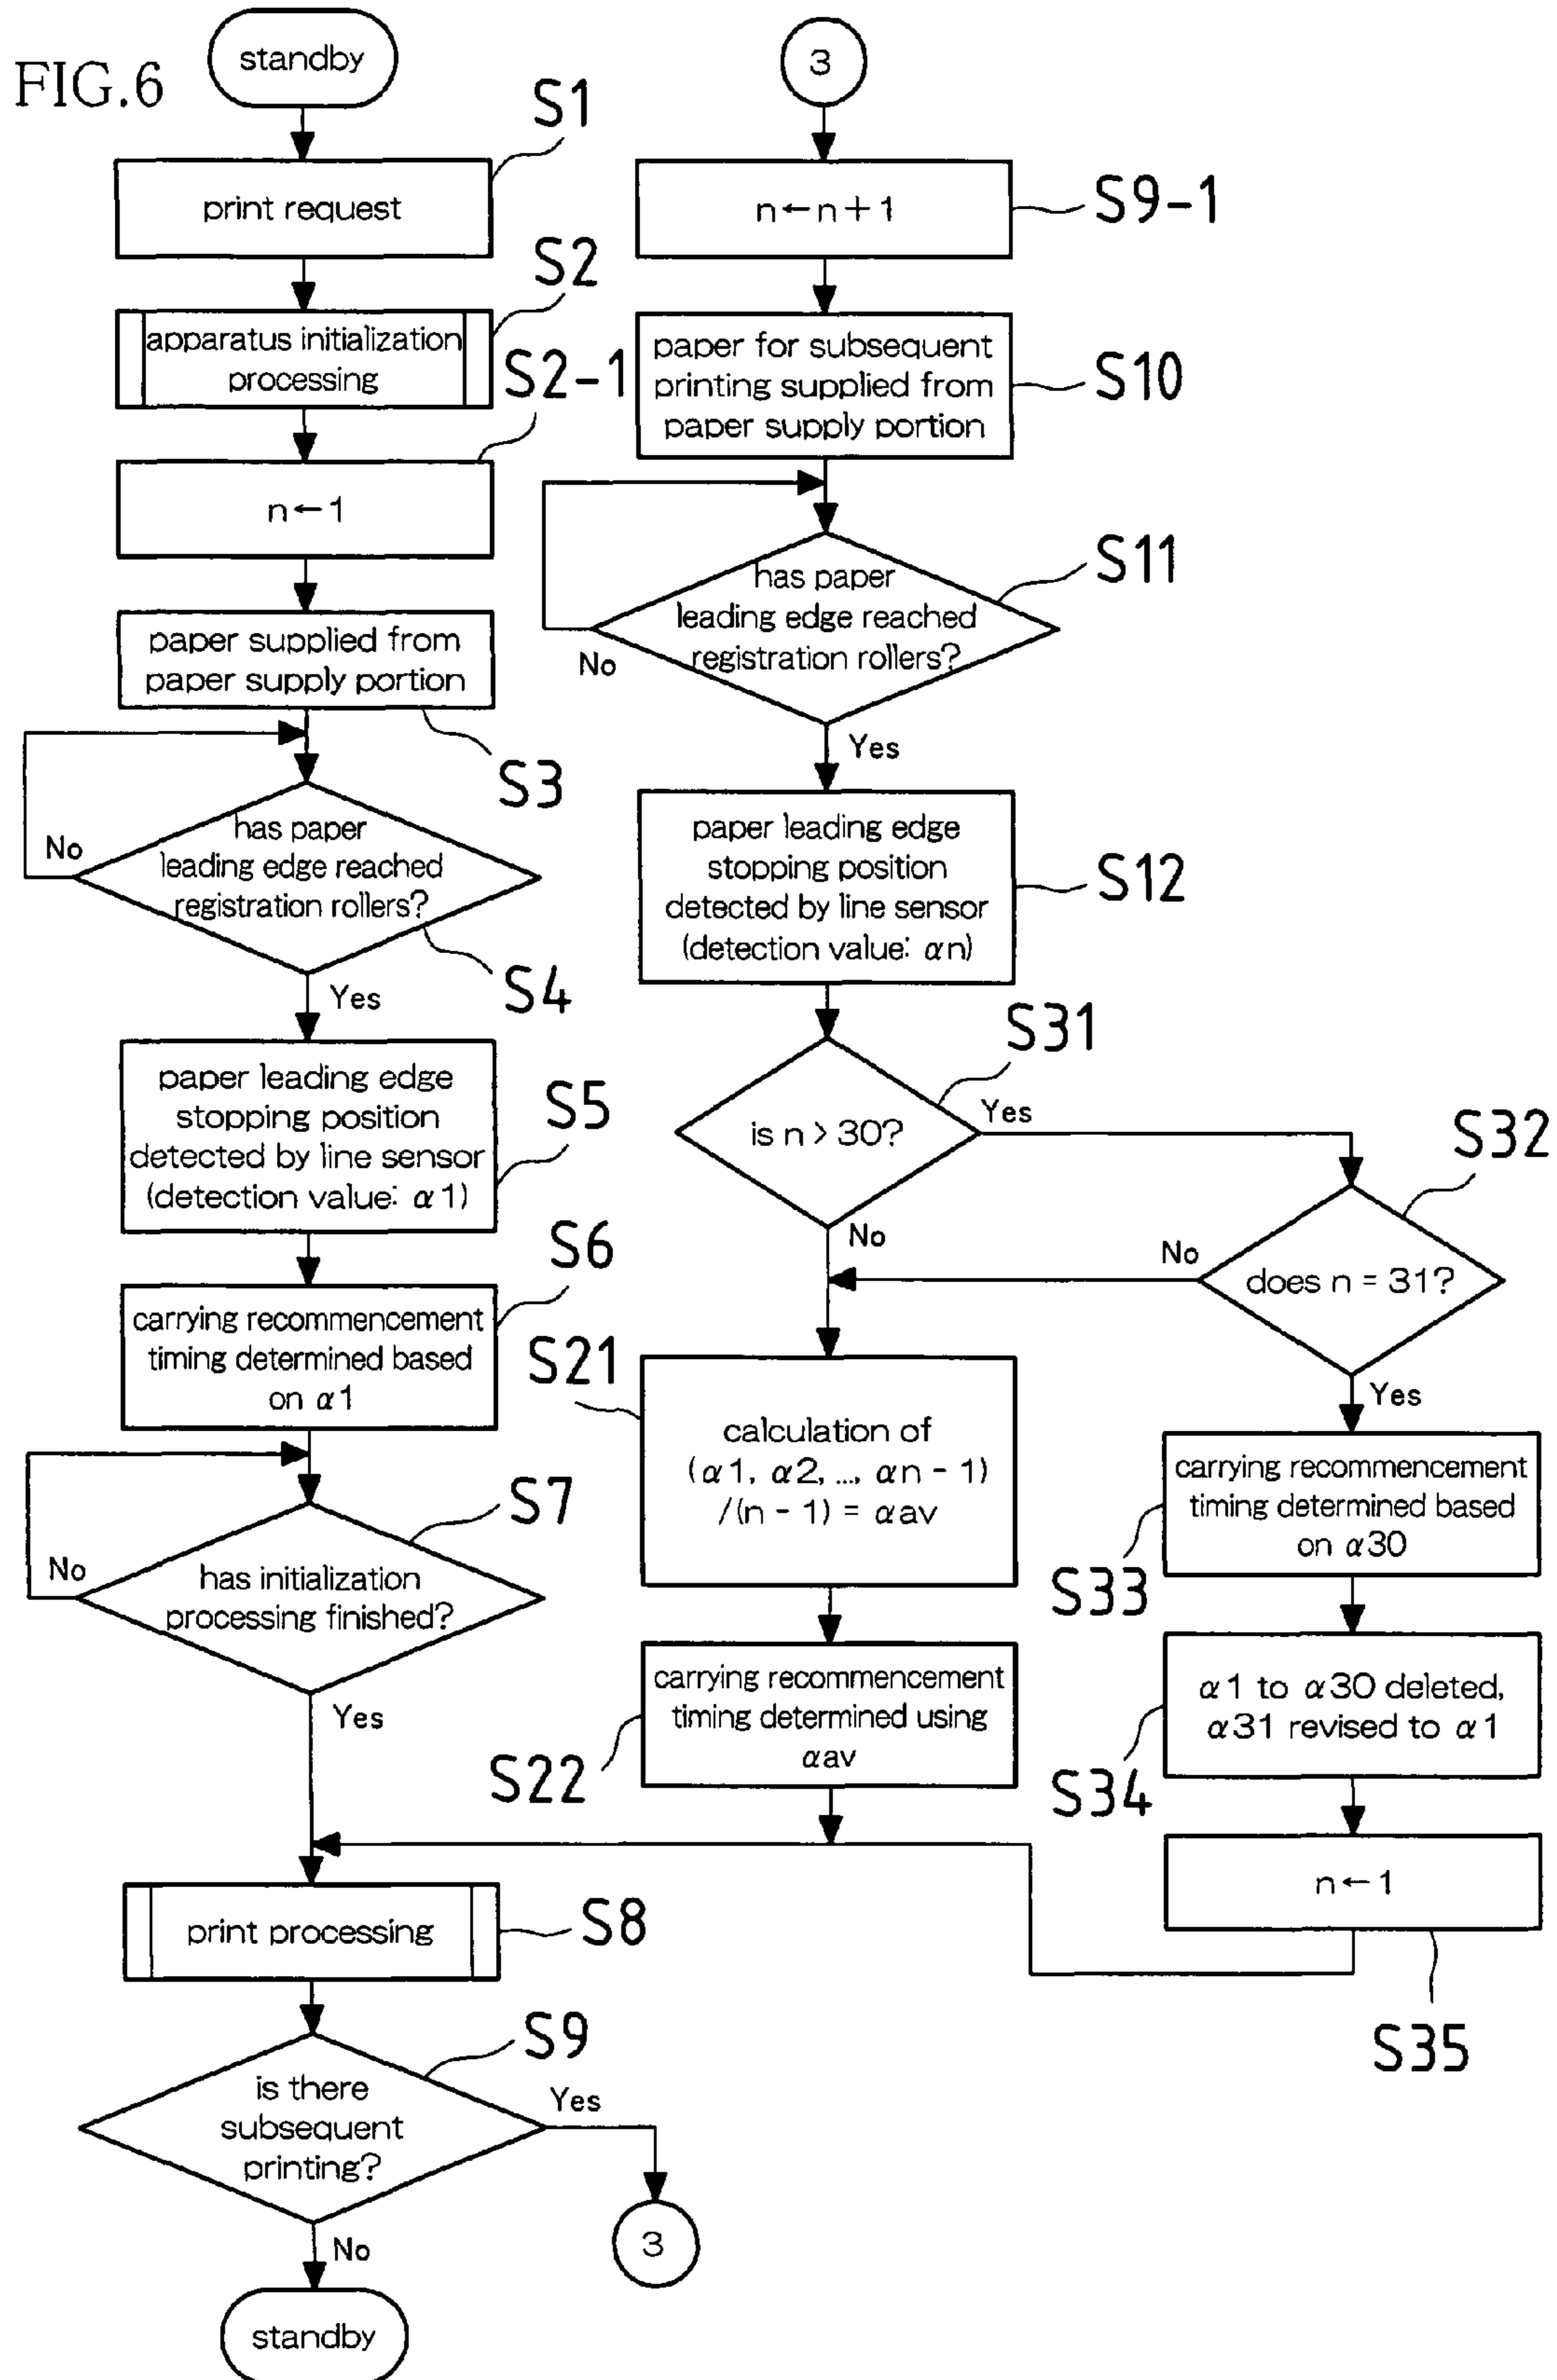 FIG.6
standby
S1
print request
S2
apparatus initialization
processing
S2-1
n←1
paper supplied from
paper supply portion
S3
has paper
leading edge reached
registration rollers?
No
S4
Yes
paper leading edge
stopping position
detected by line sensor
(detection value: α1)
S5
S6
carrying recommencement
timing determined based
on α1
S7
No
has initialization
processing finished?
Yes
print processing
S8
S9
is there
subsequent
printing?
Yes
3
No
standby
3
n←n+1
S9-1
paper for subsequent
printing supplied from
paper supply portion
S10
S11
has paper
leading edge reached
registration rollers?
No
Yes
paper leading edge
stopping position
detected by line sensor
(detection value: αn)
S12
S31
is n > 30?
Yes
No
S32
does n = 31?
No
Yes
S21
calculation of
(α1, α2, ..., αn - 1)
/(n - 1) = αav
carrying recommencement
timing determined using
αav
S22
carrying recommencement
timing determined based
on α30
S33
α1 to α30 deleted,
α31 revised to α1
S34
n←1
S35